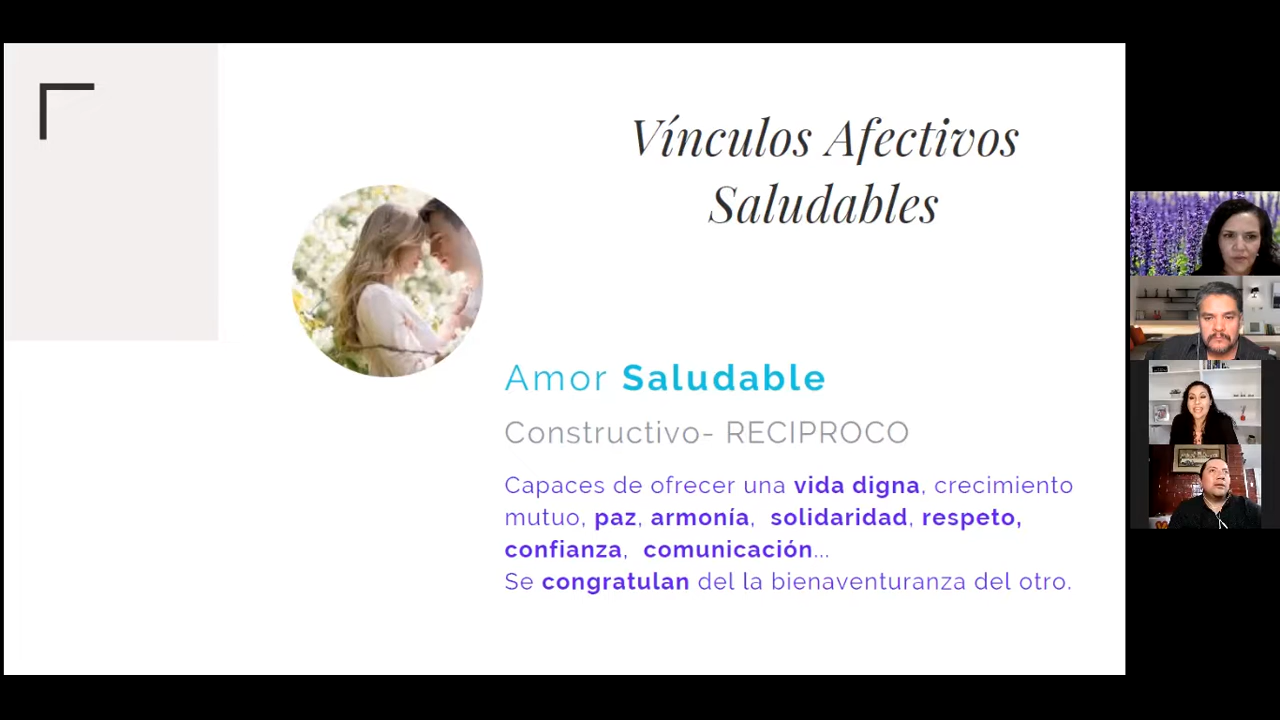 Vínculos Afectivos
Saludables
Amor Saludable
Constructivo- RECIPROCO
Capaces de ofrecer una vida digna, crecimiento
mutuo, paz, armonía, solidaridad, respeto,
confianza, comunicación...
Se congratulan del la bienaventuranza del otro.